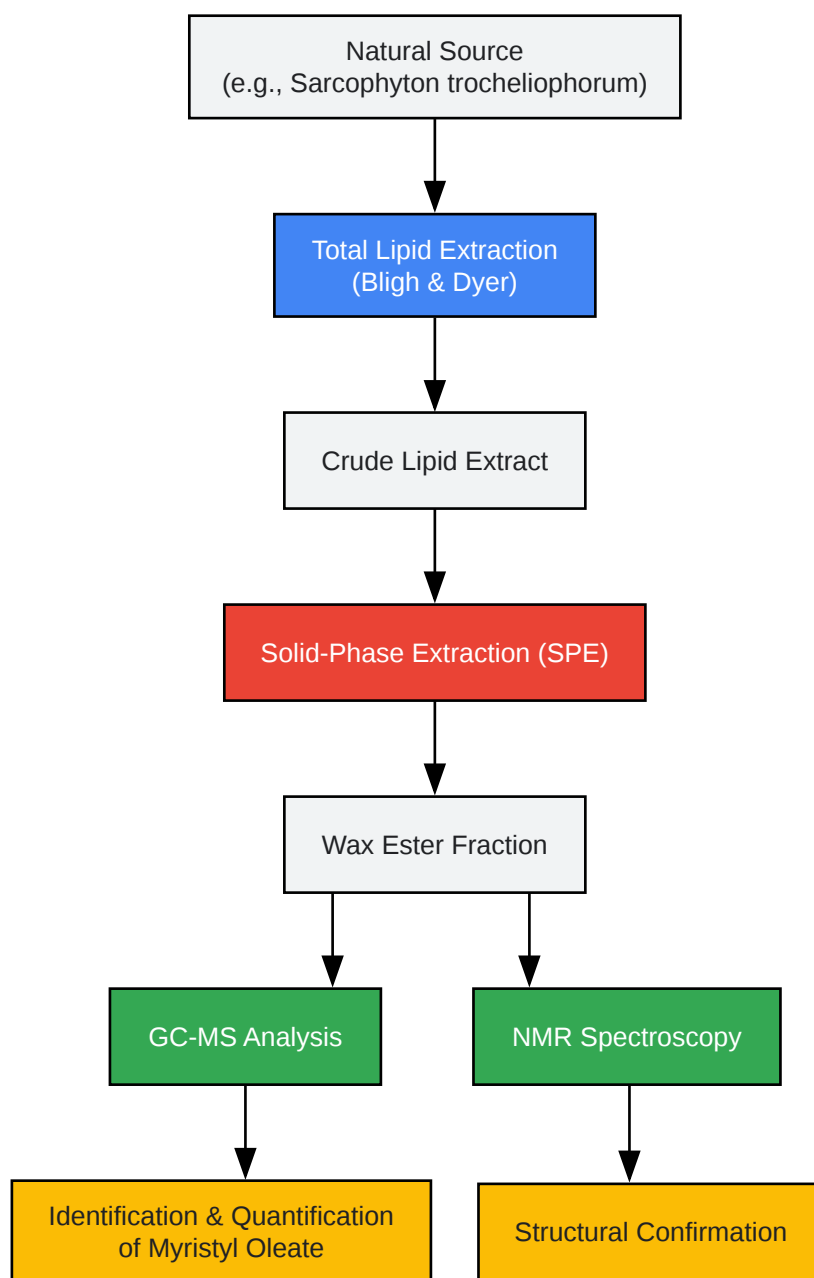 Natural Source
(e.g., Sarcophyton trocheliophorum)
Total Lipid Extraction
(Bligh & Dyer)
Crude Lipid Extract
Solid-Phase Extraction (SPE)
Wax Ester Fraction
GC-MS Analysis
NMR Spectroscopy
Identification & Quantification
of Myristyl Oleate
Structural Confirmation